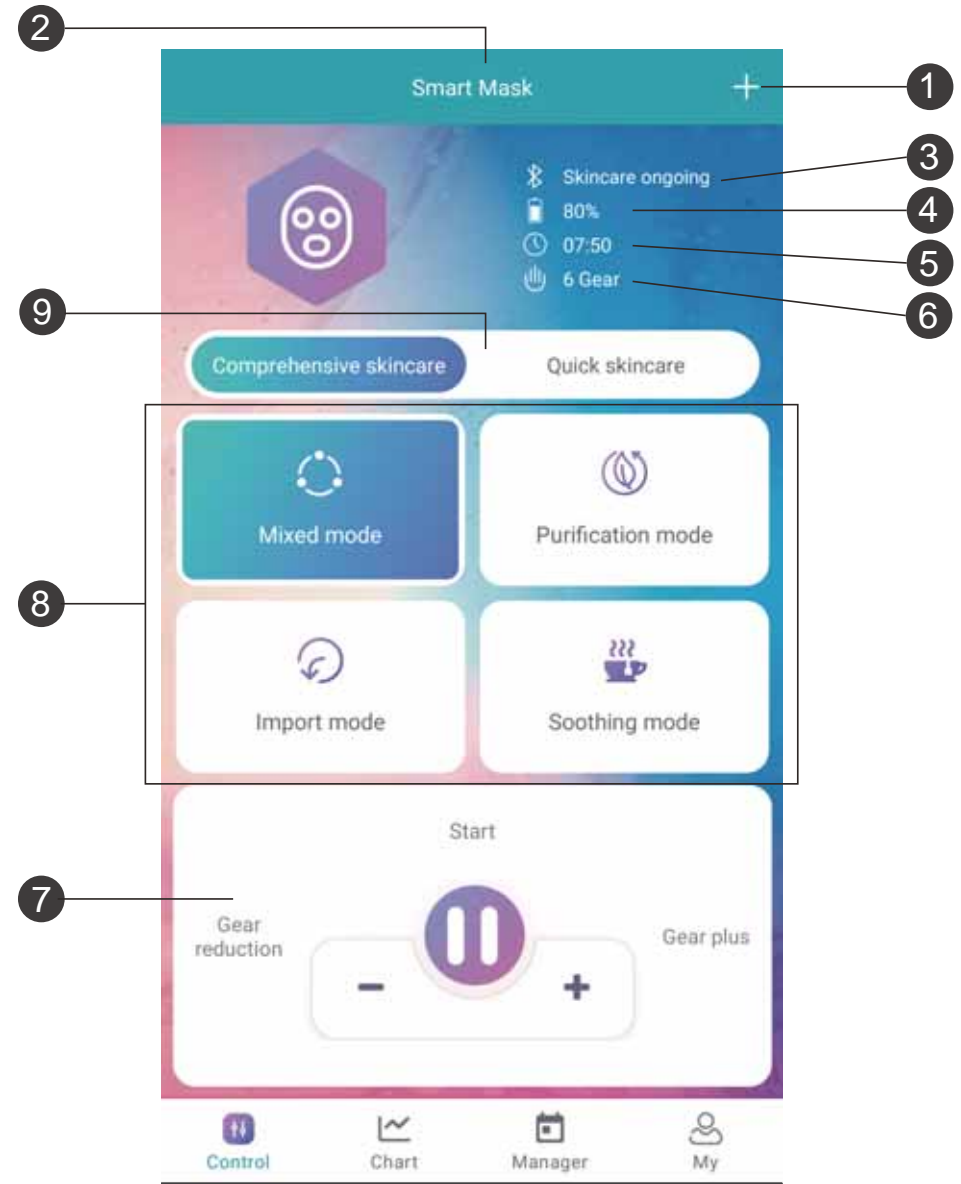 2
Smart Mask
1
Skincare ongoing
3
80%
4
07:50
5
6 Gear
6
9
Comprehensive skincare
Quick skincare
Mixed mode
Purification mode
8
Import mode
Soothing mode
Start
7
Gear
reduction
Gear plus
Control
Chart
Manager
My